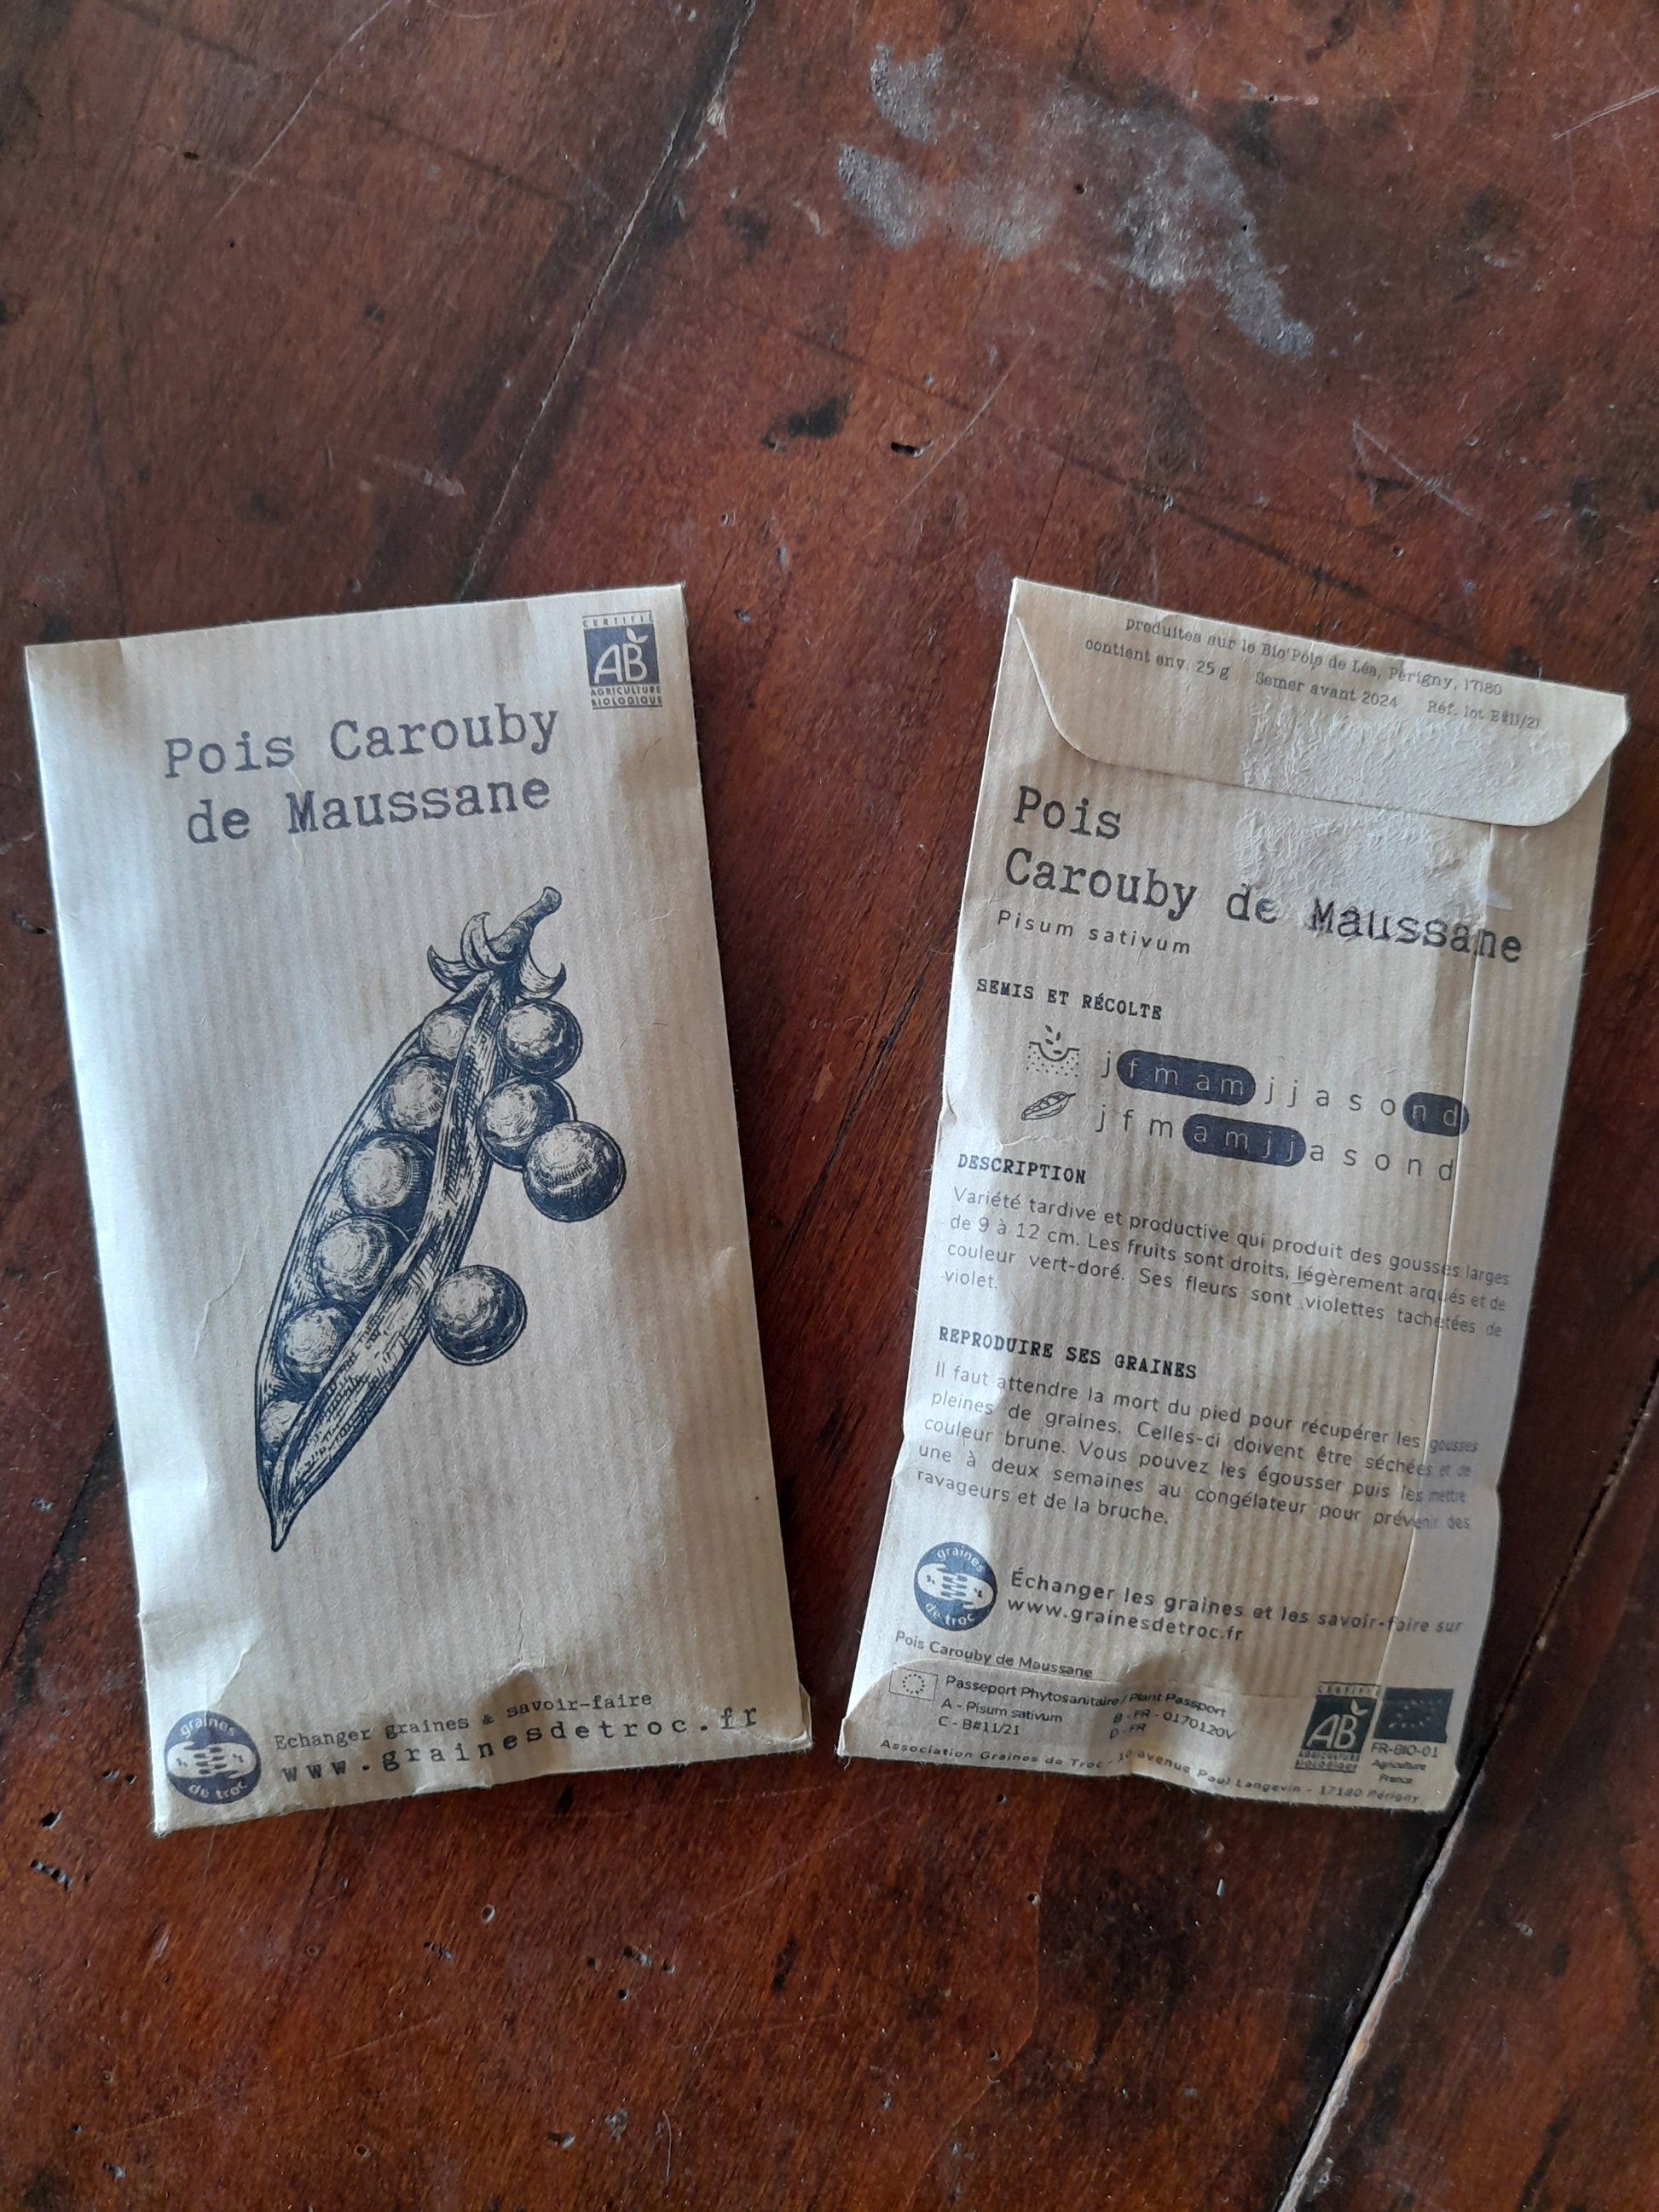 CERTIFIÉ
AB
AGRICULTURE
BIOLOGIQUE
Pois Carouby
de Maussane
graines
de troc
Echanger graines & savoir-faire
www.grainesdetroc.fr
produites sur le Bio'Pôle de Léa, Périgny, 17180
contient env. 25 g Semer avant 2024 Réf. lot B#11/21
Pois
Carouby de Maussane
Pisum sativum
SEMIS ET RÉCOLTE
j f m a m j j a s o n d
j f m a m j j a s o n d
DESCRIPTION
Variété tardive et productive qui produit des gousses larges
de 9 à 12 cm. Les fruits sont droits, légèrement arqués et de
couleur vert-doré. Ses fleurs sont violettes tachetées de
violet.
REPRODUIRE SES GRAINES
Il faut attendre la mort du pied pour récupérer les gousses
pleines de graines. Celles-ci doivent être séchées et de
couleur brune. Vous pouvez les égousser puis les mettre
une à deux semaines au congélateur pour prévenir des
ravageurs et de la bruche.
graines
de troc
Échanger les graines et les savoir-faire sur
www.grainesdetroc.fr
Pois Carouby de Maussane
Passeport Phytosanitaire / Plant Passport
A - Pisum sativum B - FR - 0170120V
C - B#11/21 D - FR
CERTIFIÉ
AB
AGRICULTURE
BIOLOGIQUE
FR-BIO-01
Agriculture
France
Association Graines de Troc - 10 avenue Paul Langevin - 17180 Périgny